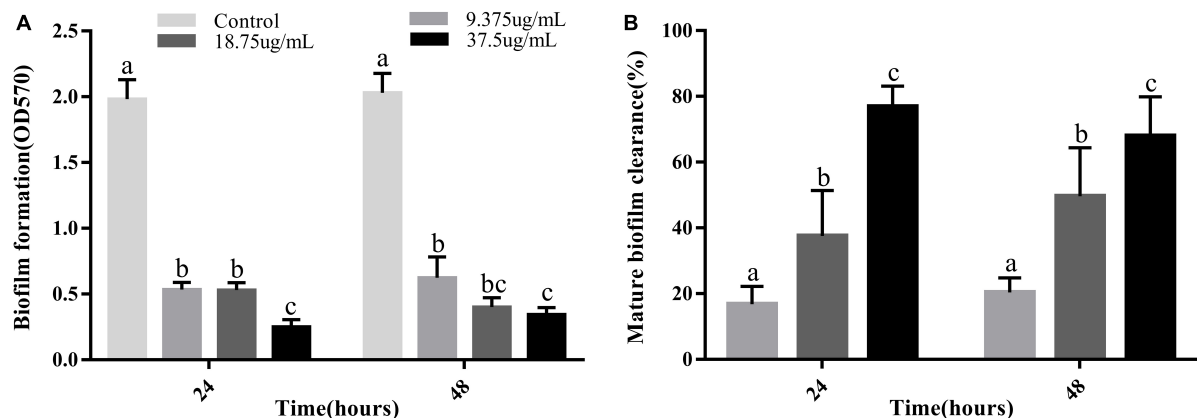 A
Control
18.75ug/mL
9.375ug/mL
37.5ug/mL
Biofilm formation(OD570)
2.5
2.0
1.5
1.0
0.5
0.0
a
b
b
c
a
b
bc
c
24
48
Time(hours)
B
Mature biofilm clearance(%)
100
80
60
40
20
0
a
b
c
a
b
c
24
48
Time(hours)